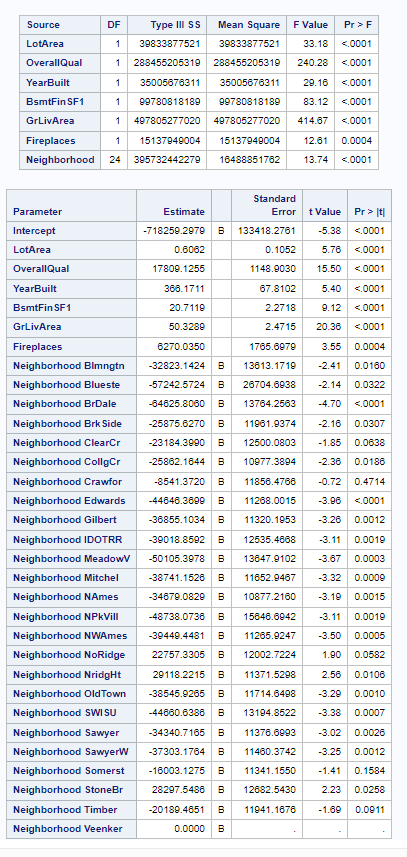 Source DF Type III SS Mean Square F Value Pr > F
LotArea 1 39833877521 39833877521 33.18 <.0001
OverallQual 1 288455205319 288455205319 240.28 <.0001
YearBuilt 1 35005676311 35005676311 29.16 <.0001
BsmtFinSF1 1 99780818189 99780818189 83.12 <.0001
GrLivArea 1 497805277020 497805277020 414.67 <.0001
Fireplaces 1 15137949004 15137949004 12.61 0.0004
Neighborhood 24 395732442279 16488851762 13.74 <.0001
Parameter Estimate Standard Error t Value Pr > |t|
Intercept -718259.2979 B 133418.2761 -5.38 <.0001
LotArea 0.6062 0.1052 5.76 <.0001
OverallQual 17809.1255 1148.9030 15.50 <.0001
YearBuilt 366.1711 67.8102 5.40 <.0001
BsmtFinSF1 20.7119 2.2718 9.12 <.0001
GrLivArea 50.3289 2.4715 20.36 <.0001
Fireplaces 6270.0350 1765.6979 3.55 0.0004
Neighborhood Blmngtn -32823.1424 B 13613.1719 -2.41 0.0160
Neighborhood Blueste -57242.5724 B 26704.6938 -2.14 0.0322
Neighborhood BrDale -64625.8060 B 13764.2563 -4.70 <.0001
Neighborhood BrkSide -25875.6270 B 11961.9374 -2.16 0.0307
Neighborhood ClearCr -23184.3990 B 12500.0803 -1.85 0.0638
Neighborhood CollgCr -25862.1644 B 10977.3894 -2.36 0.0186
Neighborhood Crawfor -8541.3720 B 11856.4766 -0.72 0.4714
Neighborhood Edwards -44646.3699 B 11268.0015 -3.96 <.0001
Neighborhood Gilbert -36855.1034 B 11320.1953 -3.26 0.0012
Neighborhood IDOTRR -39018.8592 B 12535.4668 -3.11 0.0019
Neighborhood MeadowV -50105.3978 B 13647.9102 -3.67 0.0003
Neighborhood Mitchel -38741.1526 B 11652.9467 -3.32 0.0009
Neighborhood NAmes -34679.0829 B 10877.2160 -3.19 0.0015
Neighborhood NPkVill -48738.0736 B 15646.6942 -3.11 0.0019
Neighborhood NWAmes -39449.4481 B 11265.9247 -3.50 0.0005
Neighborhood NoRidge 22757.3305 B 12002.7224 1.90 0.0582
Neighborhood NridgHt 29118.2215 B 11371.5298 2.56 0.0106
Neighborhood OldTown -38545.9265 B 11714.6498 -3.29 0.0010
Neighborhood SWISU -44660.6386 B 13194.8522 -3.38 0.0007
Neighborhood Sawyer -34340.7165 B 11376.6993 -3.02 0.0026
Neighborhood SawyerW -37303.1764 B 11460.3742 -3.25 0.0012
Neighborhood Somerst -16003.1275 B 11341.1550 -1.41 0.1584
Neighborhood StoneBr 28297.5486 B 12682.5430 2.23 0.0258
Neighborhood Timber -20189.4651 B 11941.1676 -1.69 0.0911
Neighborhood Veenker 0.0000 B . . .